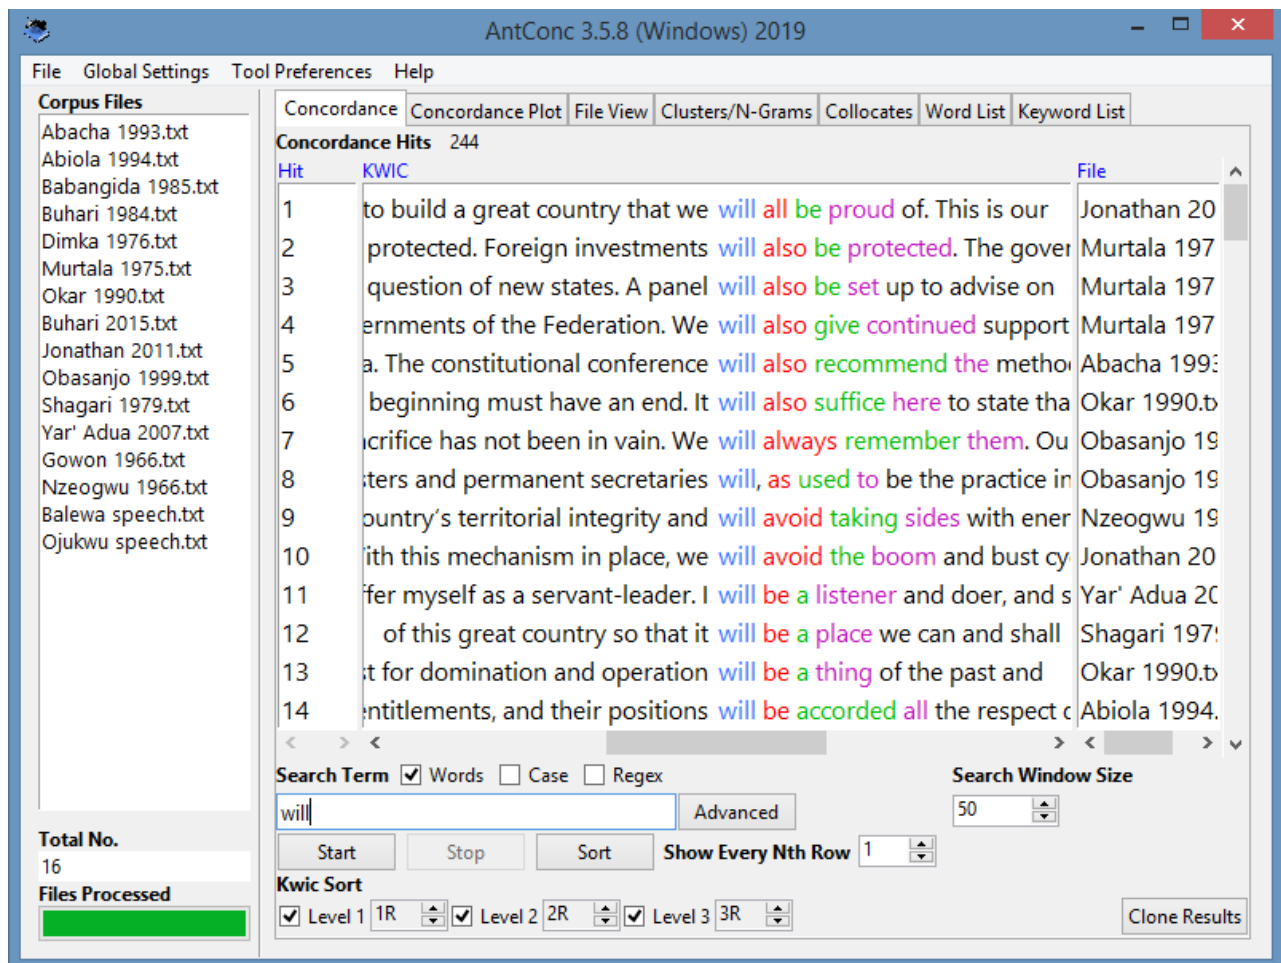 AntConc 3.5.8 (Windows) 2019
File Global Settings Tool Preferences Help
Corpus Files
Abacha 1993.txt
Abiola 1994.txt
Babangida 1985.txt
Buhari 1984.txt
Dimka 1976.txt
Murtala 1975.txt
Okar 1990.txt
Buhari 2015.txt
Jonathan 2011.txt
Obasanjo 1999.txt
Shagari 1979.txt
Yar' Adua 2007.txt
Gowon 1966.txt
Nzeogwu 1966.txt
Balewa speech.txt
Ojukwu speech.txt
Total No.
16
Files Processed
Concordance Concordance Plot File View Clusters/N-Grams Collocates Word List Keyword List
Concordance Hits 244
Hit KWIC File
1 to build a great country that we will all be proud of. This is our Jonathan 20
2 protected. Foreign investments will also be protected. The gover Murtala 197
3 question of new states. A panel will also be set up to advise on Murtala 197
4 ernments of the Federation. We will also give continued support Murtala 197
5 a. The constitutional conference will also recommend the metho Abacha 199
6 beginning must have an end. It will also suffice here to state tha Okar 1990.t
7 acrifice has not been in vain. We will always remember them. Ou Obasanjo 19
8 sters and permanent secretaries will, as used to be the practice in Obasanjo 19
9 ountry's territorial integrity and will avoid taking sides with ener Nzeogwu 19
10 ith this mechanism in place, we will avoid the boom and bust cy Jonathan 20
11 ffer myself as a servant-leader. I will be a listener and doer, and s Yar' Adua 20
12 of this great country so that it will be a place we can and shall Shagari 197
13 st for domination and operation will be a thing of the past and Okar 1990.t
14 entitlements, and their positions will be accorded all the respect Abiola 1994.
Search Term Words Case Regex Search Window Size
will Advanced 50
Start Stop Sort Show Every Nth Row 1
Kwic Sort
Level 1 1R Level 2 2R Level 3 3R Clone Results